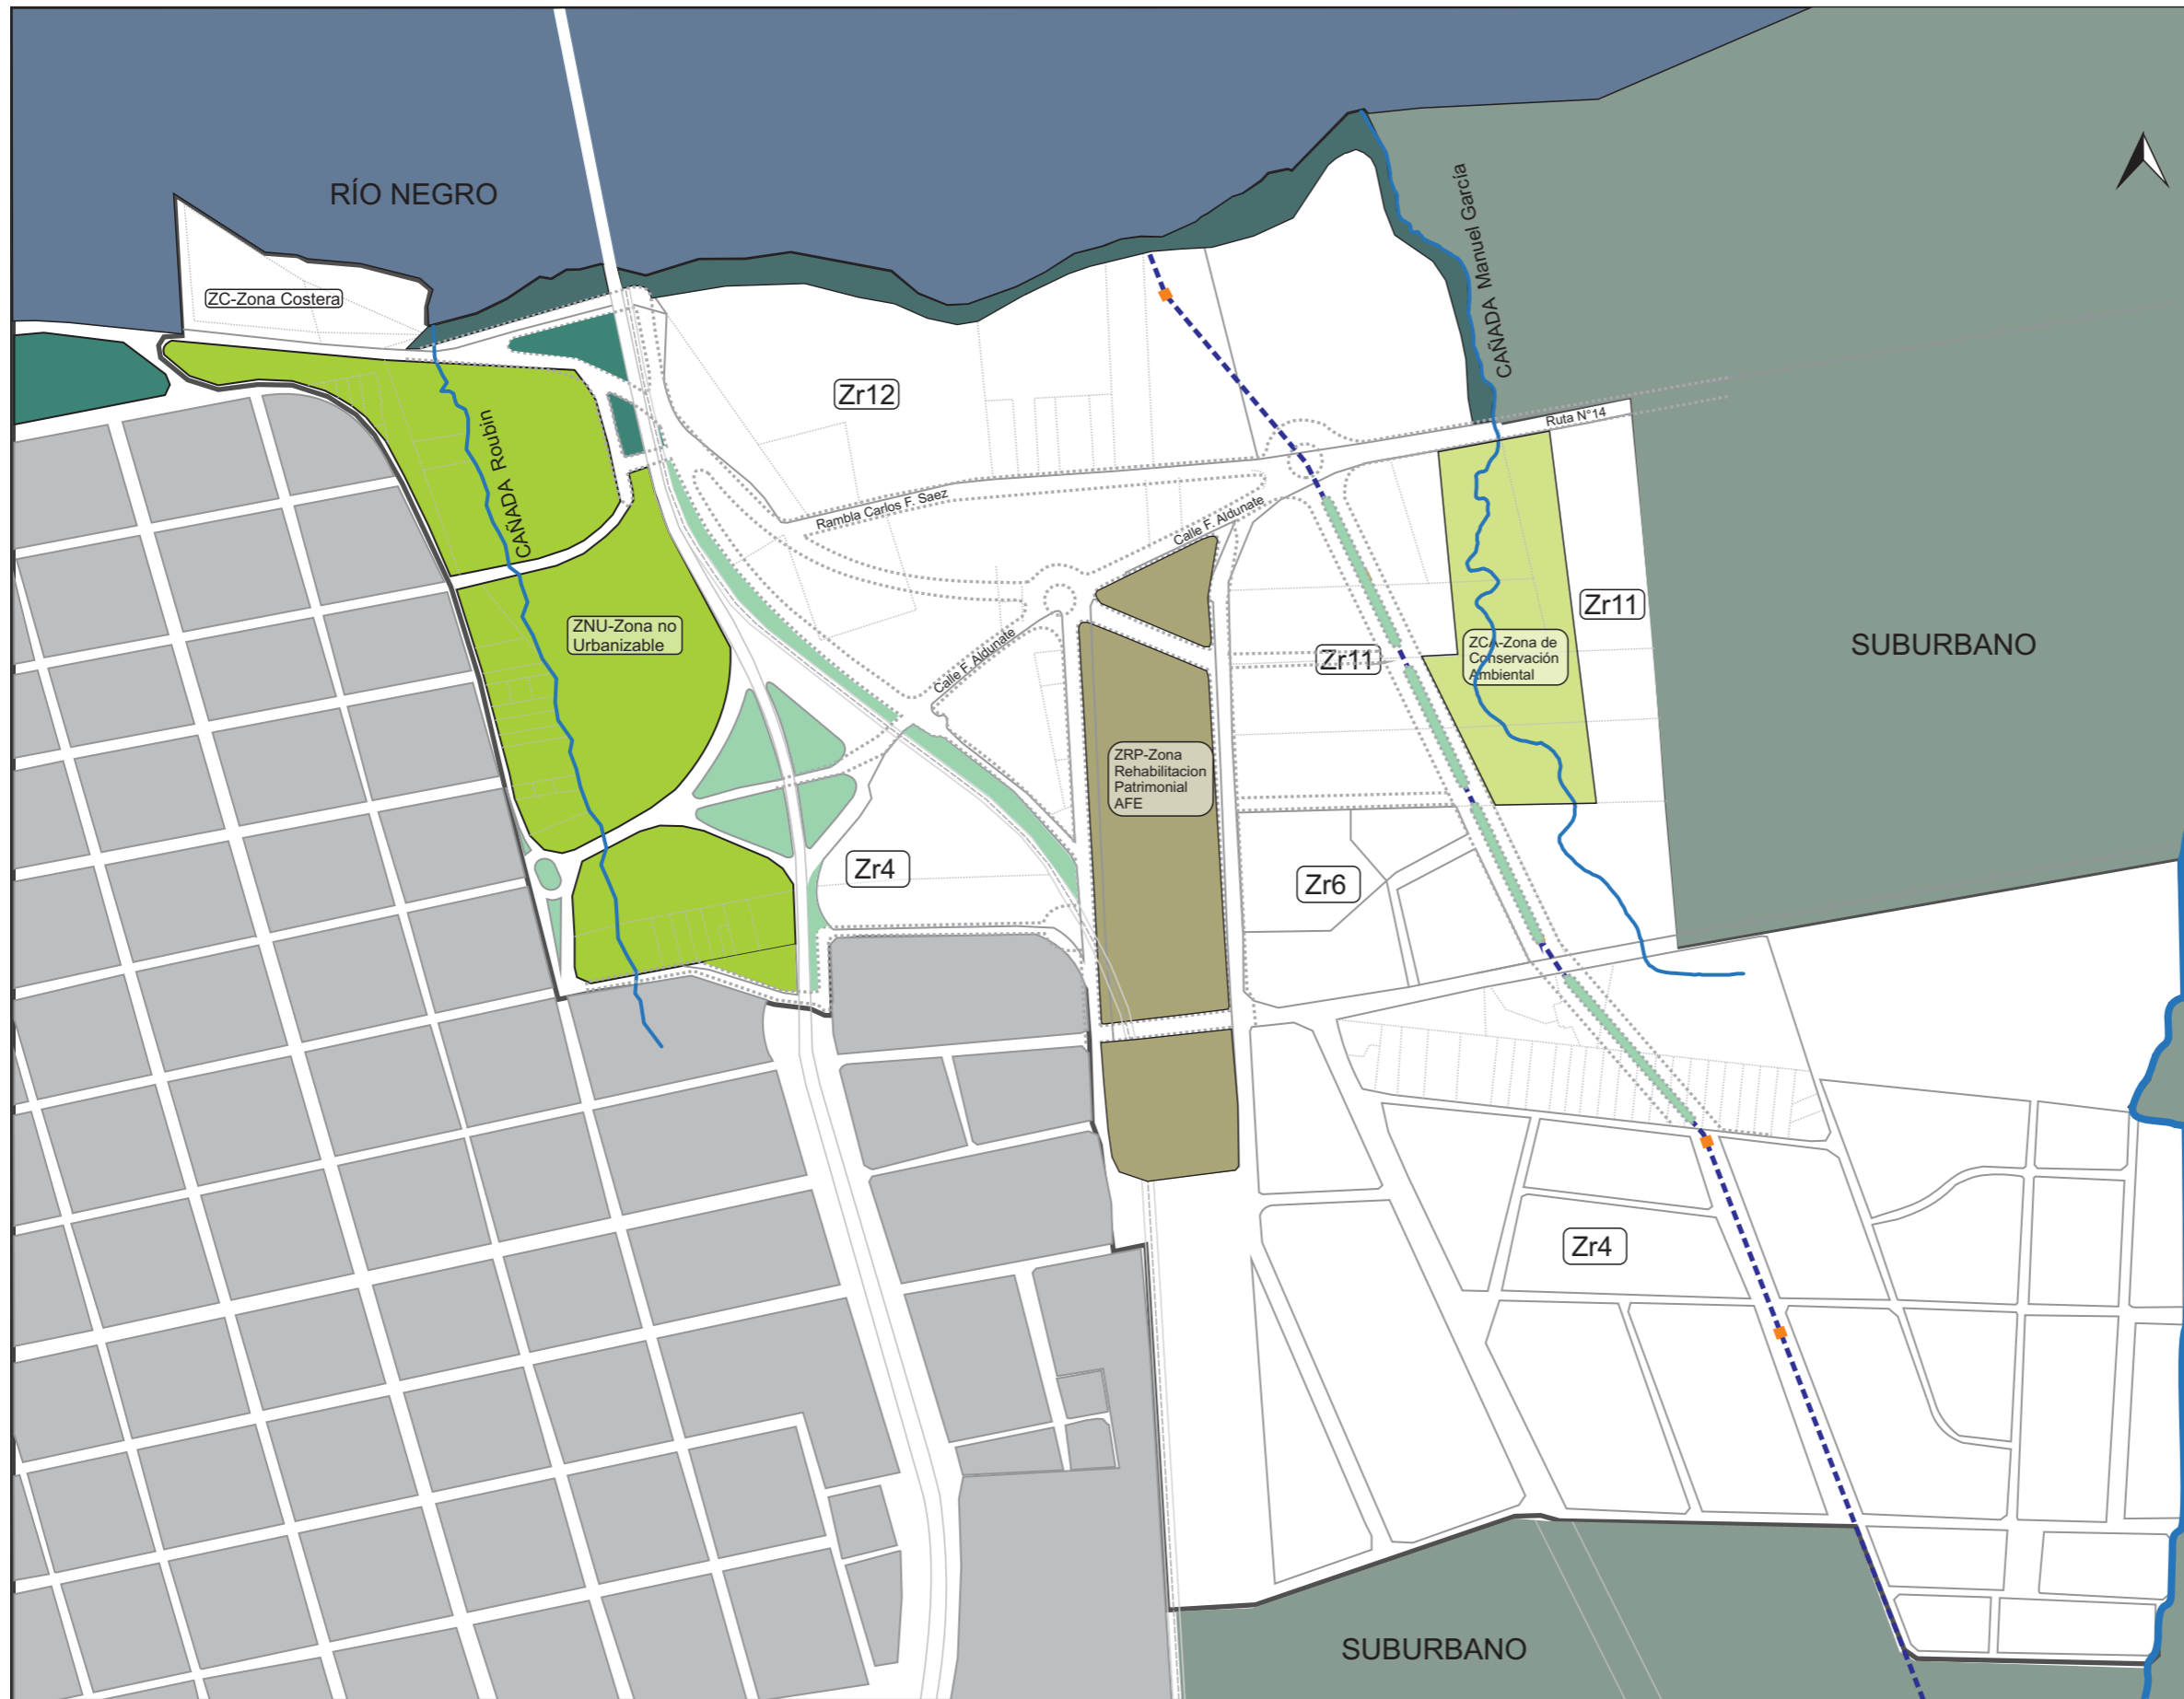 RÍO NEGRO
CAÑADA Manuel García
ZC-Zona Costera
Zr12
Ruta N°14
CAÑADA Roubin
Rambla Carlos F. Saez
Calle F. Aldunate
Zr11
ZNU-Zona no
Urbanizable
Calle F. Aldunate
Zr11
ZCA-Zona de
Conservación
Ambiental
SUBURBANO
ZRP-Zona
Rehabilitacion
Patrimonial
AFE
Zr4
Zr6
Zr4
SUBURBANO